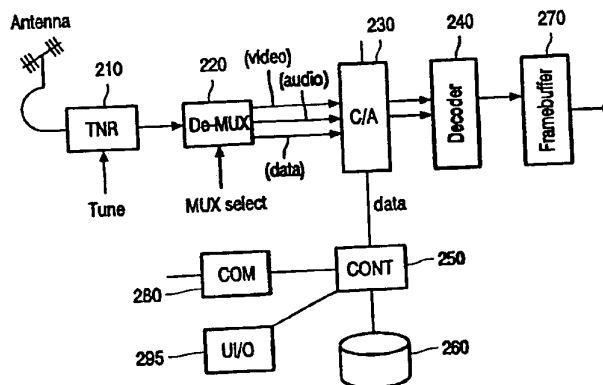 Antenna
210
TNR
Tune
220
De-MUX
MUX select
(video)
(audio)
(data)
230
C/A
240
Decoder
270
Framebuffer
data
COM
280
CONT
250
UI/O
295
260